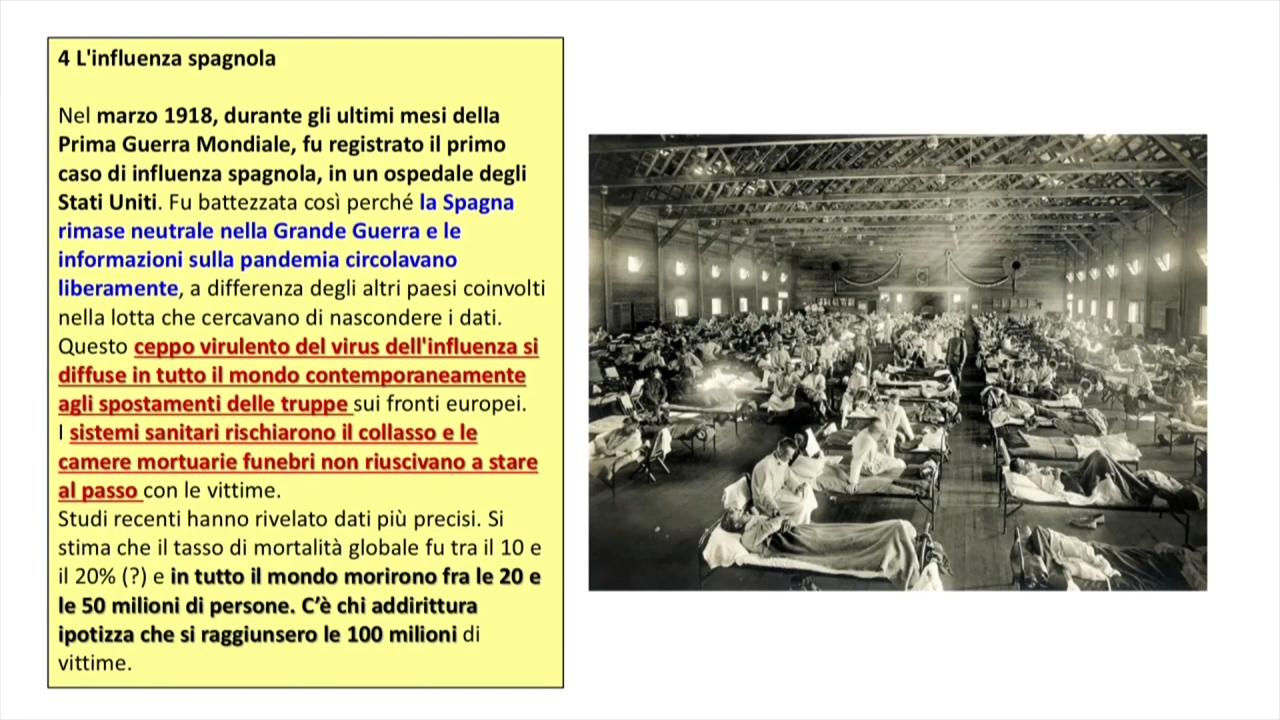 4 L'influenza spagnola
Nel marzo 1918, durante gli ultimi mesi della
Prima Guerra Mondiale, fu registrato il primo
caso di influenza spagnola, in un ospedale degli
Stati Uniti. Fu battezzata così perché la Spagna
rimase neutrale nella Grande Guerra e le
informazioni sulla pandemia circolavano
liberamente, a differenza degli altri paesi coinvolti
nella lotta che cercavano di nascondere i dati.
Questo ceppo virulento del virus dell'influenza si
diffuse in tutto il mondo contemporaneamente
agli spostamenti delle truppe sui fronti europei.
I sistemi sanitari rischiarono il collasso e le
camere mortuarie funebri non riuscivano a stare
al passo con le vittime.
Studi recenti hanno rivelato dati più precisi. Si
stima che il tasso di mortalità globale fu tra il 10 e
il 20% (?) e in tutto il mondo morirono fra le 20 e
le 50 milioni di persone. C’è chi addirittura
ipotizza che si raggiunsero le 100 milioni di
vittime.